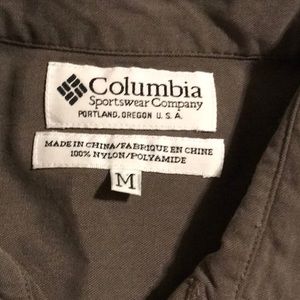 Columbia
Sportswear Company
PORTLAND, OREGON U. S. A.
MADE IN CHINA/FABRIQUE EN CHINE
100% NYLON/POLYAMIDE
M